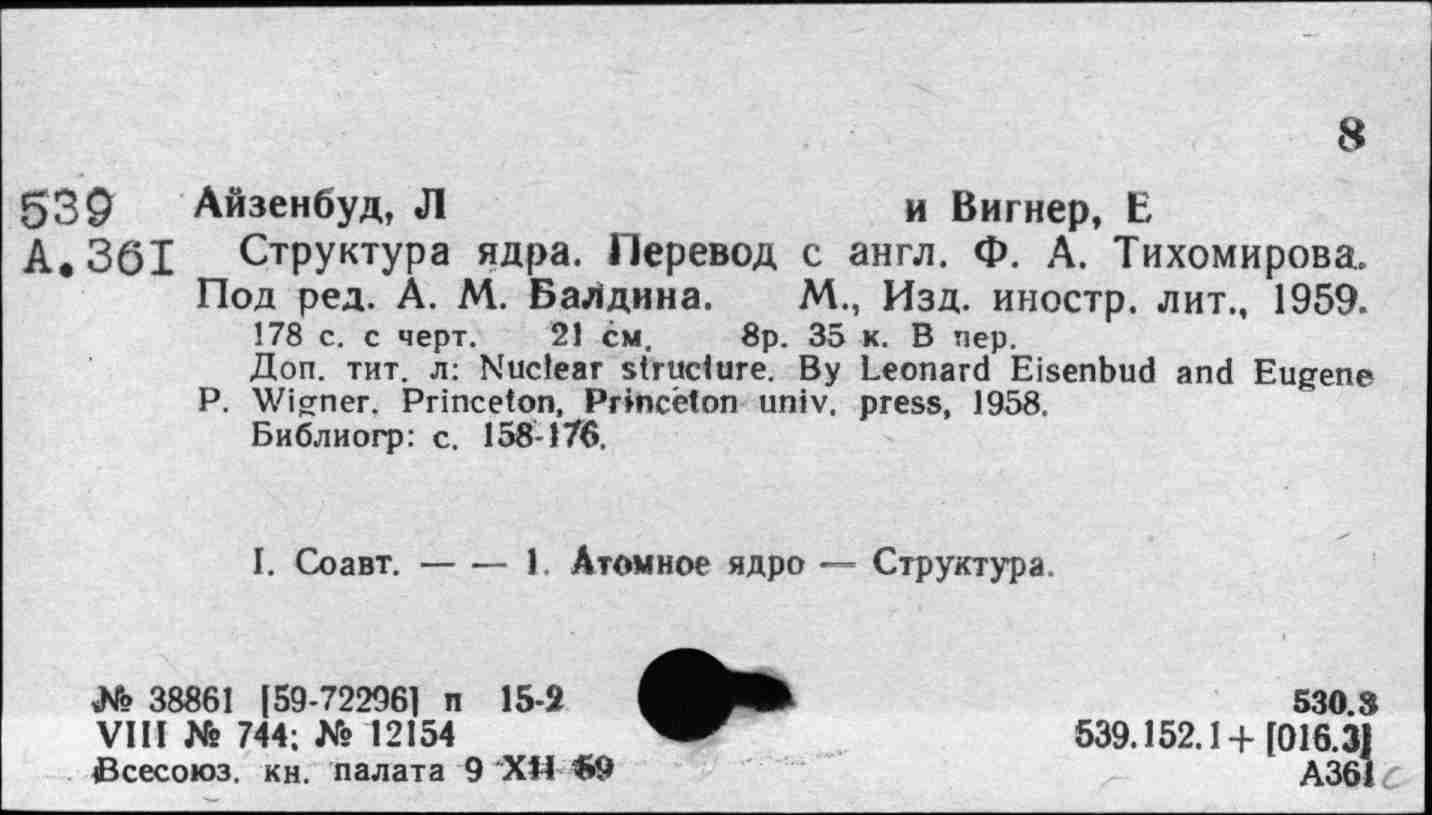 8
539 Айзенбуд, Л и Вигнер, Е
А.361 Структура ядра. Перевод с англ. Ф. А. Тихомирова.
Под ред. А. М. Балдина. М., Изд. иностр. лит., 1959.
178 с. с черт. 21 см. 8р. 35 к. В пер.
Доп. тит. л: Nuclear structure. By Leonard Eisenbud and Eugene
P. Wigner. Princeton, Princeton univ. press, 1958.
Библиогр: с. 158-176.
I. Соавт. — — 1. Атомное ядро — Структура.
№ 38861 [59-72296] п 15-2
VIII № 744; № 12154
Всесоюз. кн. палата 9 XII 59
530.3
539.152.1+[016.3]
А361